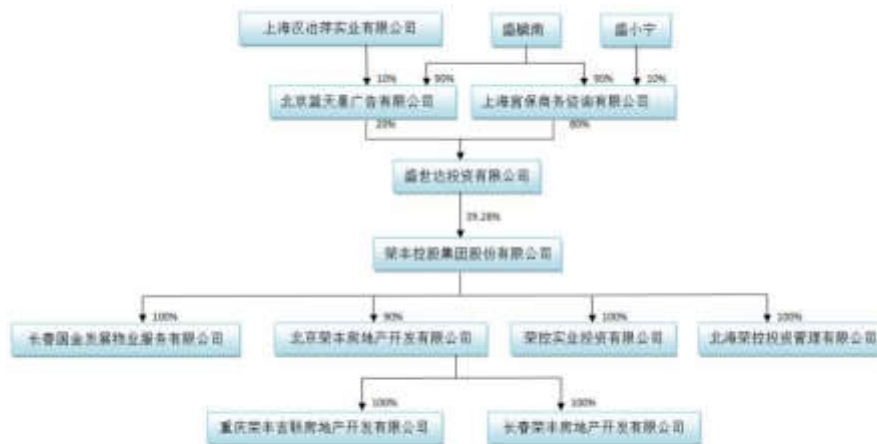 上海汉冶萍实业有限公司
盛毓南
盛小宁
10%
90%
90%
10%
北京蓝天星广告有限公司
上海宫保商务咨询有限公司
20%
80%
盛世达投资有限公司
39.28%
荣丰控股集团股份有限公司
100%
90%
100%
100%
长春国金发展物业服务有限公司
北京荣丰房地产开发有限公司
荣控实业投资有限公司
北海荣控投资管理有限公司
100%
100%
重庆荣丰吉联房地产开发有限公司
长春荣丰房地产开发有限公司